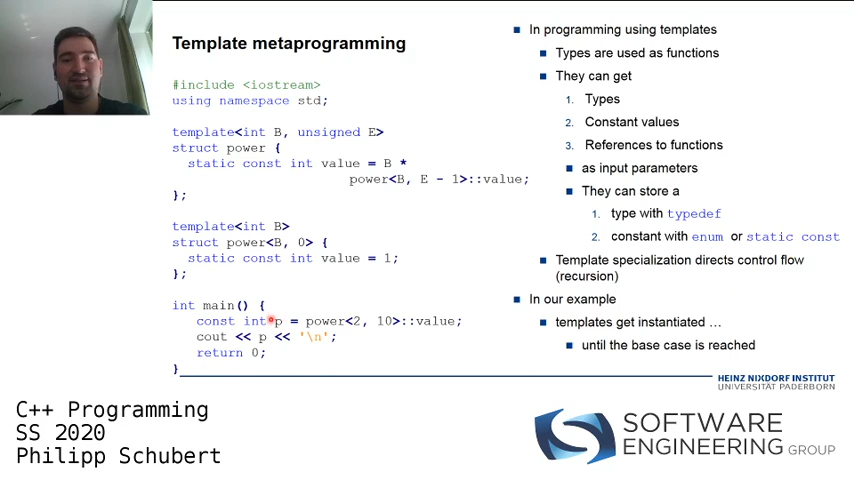 Template metaprogramming
#include <iostream>
using namespace std;
template<int B, unsigned E>
struct power {
static const int value = B *
power<B, E - 1>::value;
};
template<int B>
struct power<B, 0> {
static const int value = 1;
};
int main() {
const int p = power<2, 10>::value;
cout << p << '\n';
return 0;
}
In programming using templates
Types are used as functions
They can get
1. Types
2. Constant values
3. References to functions
as input parameters
They can store a
1. type with typedef
2. constant with enum or static const
Template specialization directs control flow
(recursion)
In our example
templates get instantiated ...
until the base case is reached
HEINZ NIXDORF INSTITUT
UNIVERSITÄT PADERBORN
C++ Programming
SS 2020
Philipp Schubert
SOFTWARE
ENGINEERING GROUP